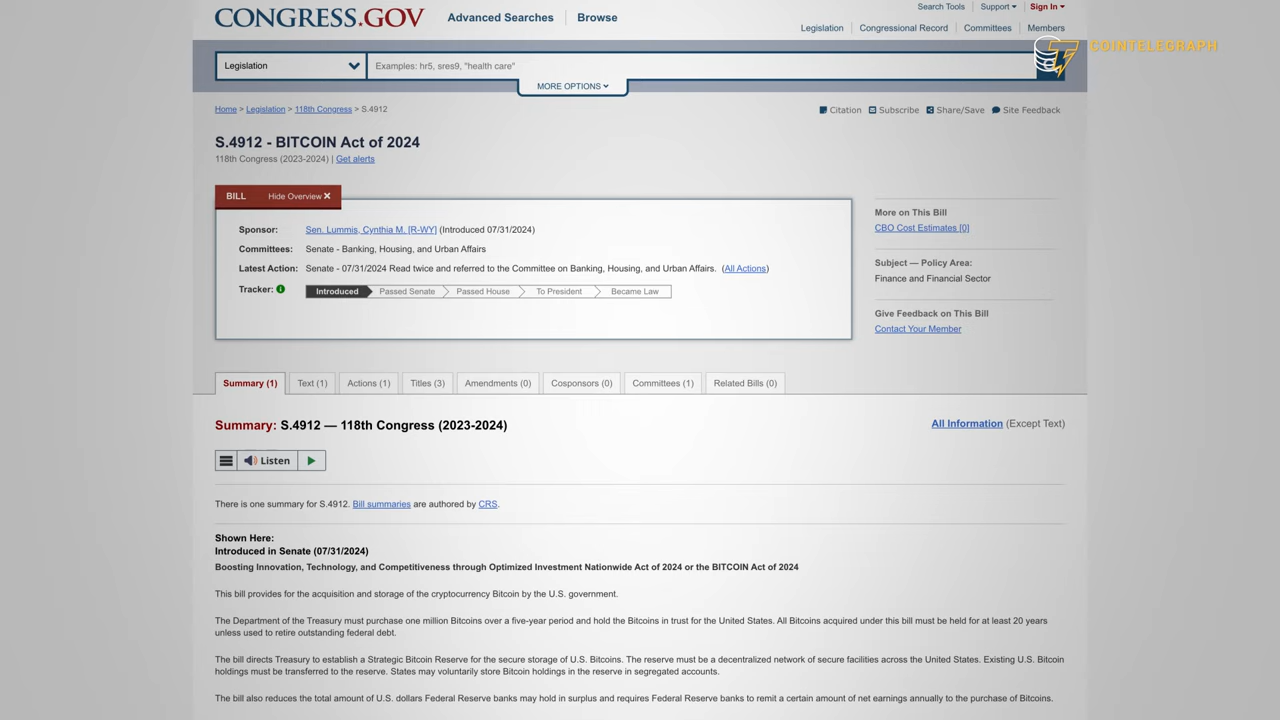 CONGRESS.GOV
Advanced Searches
Browse
Search Tools
Support
Sign In
Legislation
Congressional Record
Committees
Members
COINTELEGRAPH
Legislation
Examples: hr5, sres9, "health care"
MORE OPTIONS
Home > Legislation > 118th Congress > S.4912
Citation
Subscribe
Share/Save
Site Feedback
S.4912 - BITCOIN Act of 2024
118th Congress (2023-2024) | Get alerts
BILL
Hide Overview
Sponsor: Sen. Lummis, Cynthia M. [R-WY] (Introduced 07/31/2024)
Committees: Senate - Banking, Housing, and Urban Affairs
Latest Action: Senate - 07/31/2024 Read twice and referred to the Committee on Banking, Housing, and Urban Affairs. (All Actions)
Tracker: Introduced Passed Senate Passed House To President Became Law
More on This Bill
CBO Cost Estimates [0]
Subject — Policy Area:
Finance and Financial Sector
Give Feedback on This Bill
Contact Your Member
Summary (1)
Text (1)
Actions (1)
Titles (3)
Amendments (0)
Cosponsors (0)
Committees (1)
Related Bills (0)
Summary: S.4912 — 118th Congress (2023-2024)
All Information (Except Text)
Listen
There is one summary for S.4912. Bill summaries are authored by CRS.
Shown Here:
Introduced in Senate (07/31/2024)
Boosting Innovation, Technology, and Competitiveness through Optimized Investment Nationwide Act of 2024 or the BITCOIN Act of 2024
This bill provides for the acquisition and storage of the cryptocurrency Bitcoin by the U.S. government.
The Department of the Treasury must purchase one million Bitcoins over a five-year period and hold the Bitcoins in trust for the United States. All Bitcoins acquired under this bill must be held for at least 20 years
unless used to retire outstanding federal debt.
The bill directs Treasury to establish a Strategic Bitcoin Reserve for the secure storage of U.S. Bitcoins. The reserve must be a decentralized network of secure facilities across the United States. Existing U.S. Bitcoin
holdings must be transferred to the reserve. States may voluntarily store Bitcoin holdings in the reserve in segregated accounts.
The bill also reduces the total amount of U.S. dollars Federal Reserve banks may hold in surplus and requires Federal Reserve banks to remit a certain amount of net earnings annually to the purchase of Bitcoins.